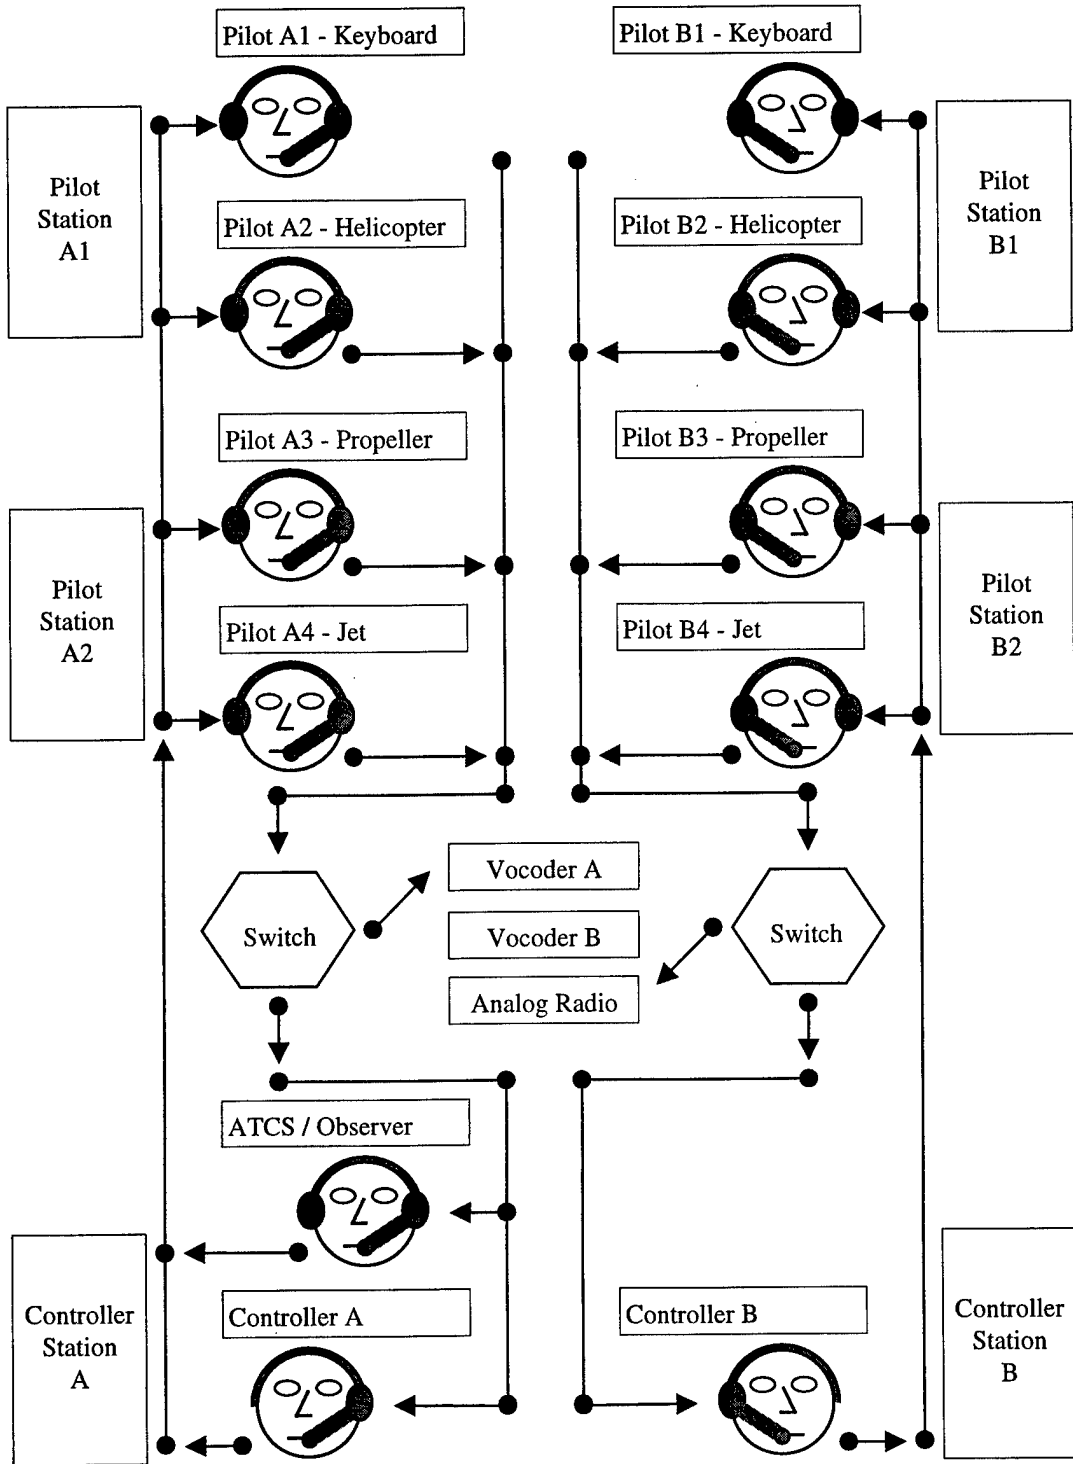 Pilot A1 - Keyboard
Pilot B1 - Keyboard
Pilot
Station
A1
Pilot
Station
B1
Pilot A2 - Helicopter
Pilot B2 - Helicopter
Pilot A3 - Propeller
Pilot B3 - Propeller
Pilot
Station
A2
Pilot
Station
B2
Pilot A4 - Jet
Pilot B4 - Jet
Switch
Vocoder A
Vocoder B
Analog Radio
Switch
ATCS / Observer
Controller A
Controller B
Controller
Station
A
Controller
Station
B